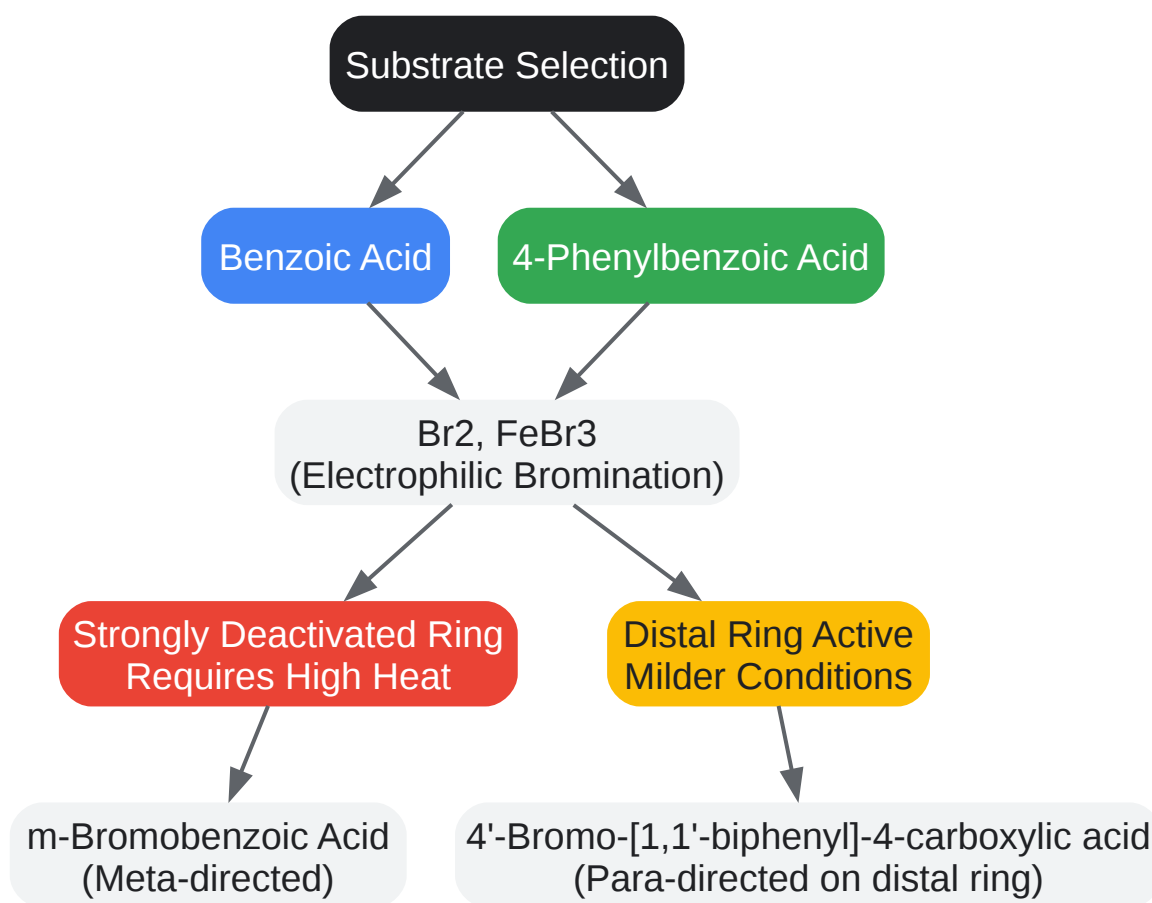 Substrate Selection
Benzoic Acid
4-Phenylbenzoic Acid
Br2, FeBr3
(Electrophilic Bromination)
Strongly Deactivated Ring
Requires High Heat
Distal Ring Active
Milder Conditions
m-Bromobenzoic Acid
(Meta-directed)
4'-Bromo-[1,1'-biphenyl]-4-carboxylic acid
(Para-directed on distal ring)